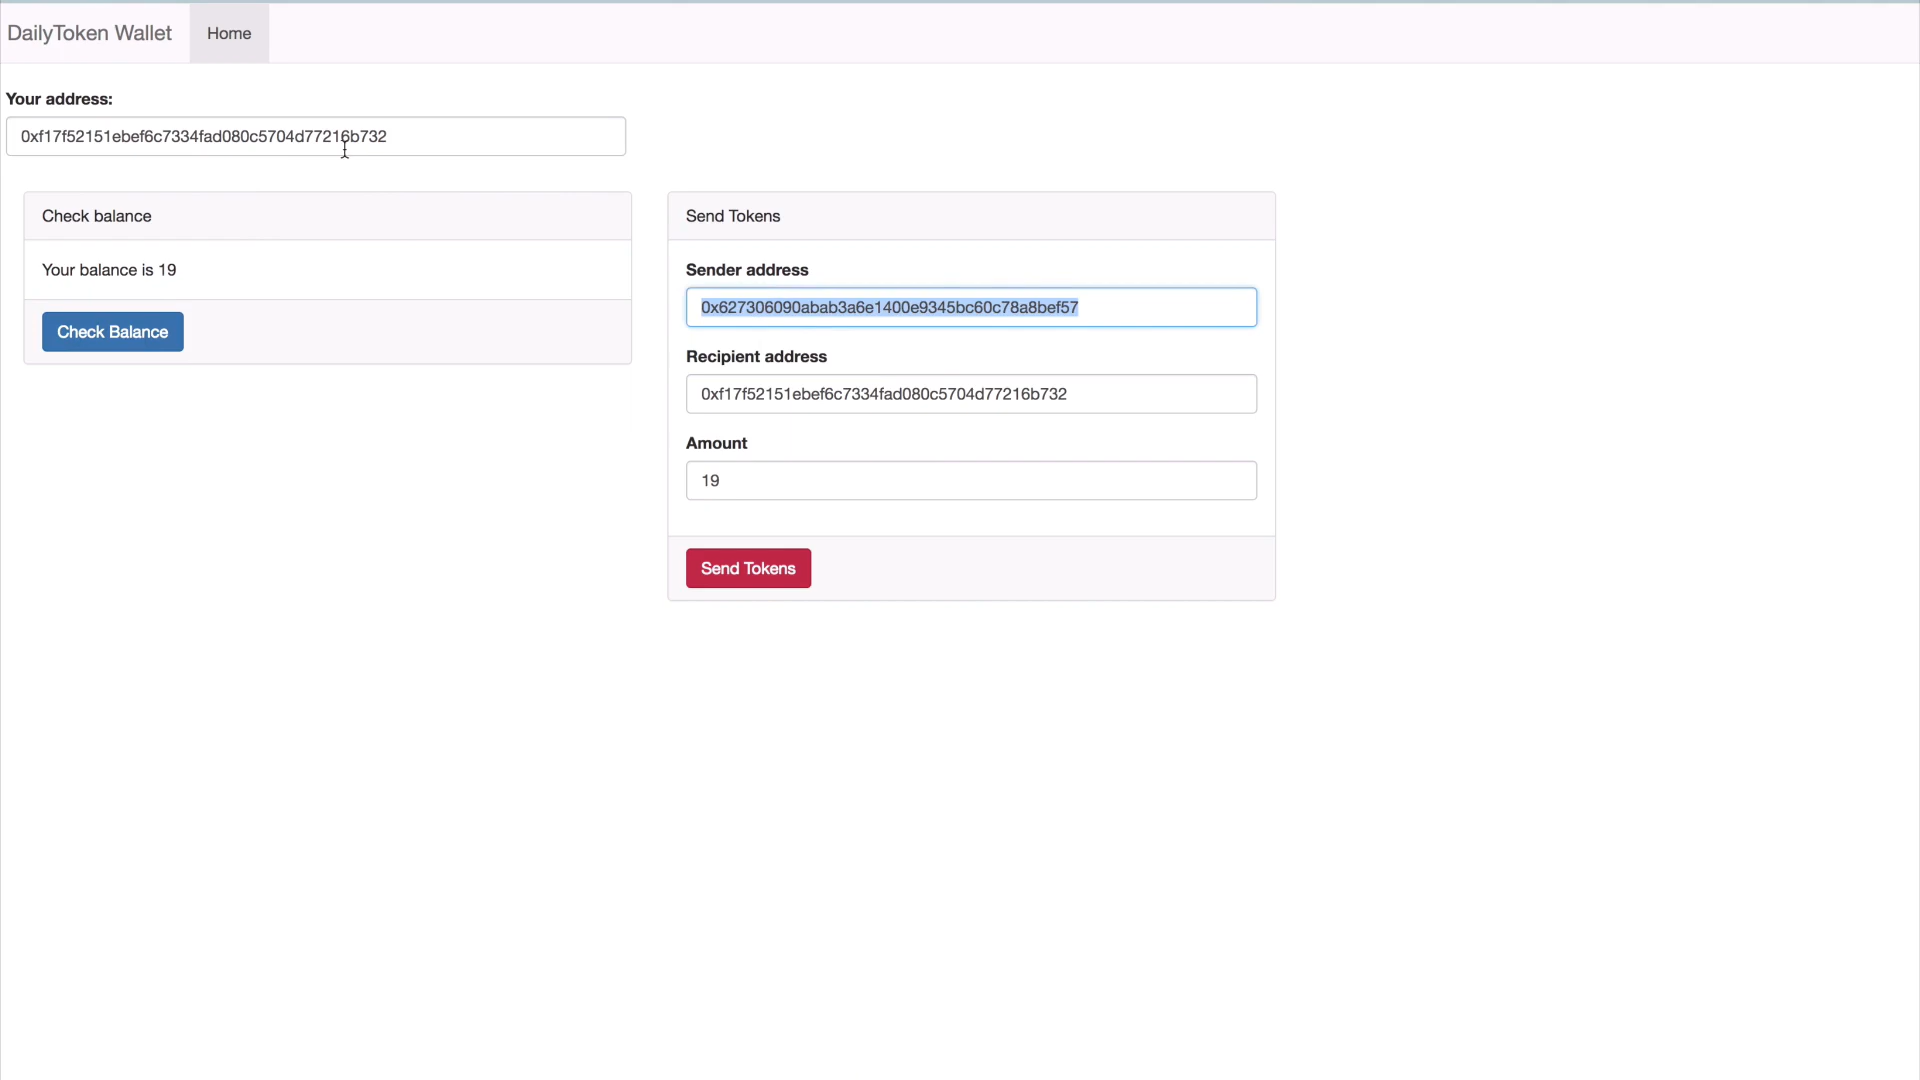 DailyToken Wallet Home
Your address:
0xf17f52151ebef6c7334fad080c5704d77216b732
Check balance
Your balance is 19
Check Balance
Send Tokens
Sender address
0x627306090abab3a6e1400e9345bc60c78a8bef57
Recipient address
0xf17f52151ebef6c7334fad080c5704d77216b732
Amount
19
Send Tokens